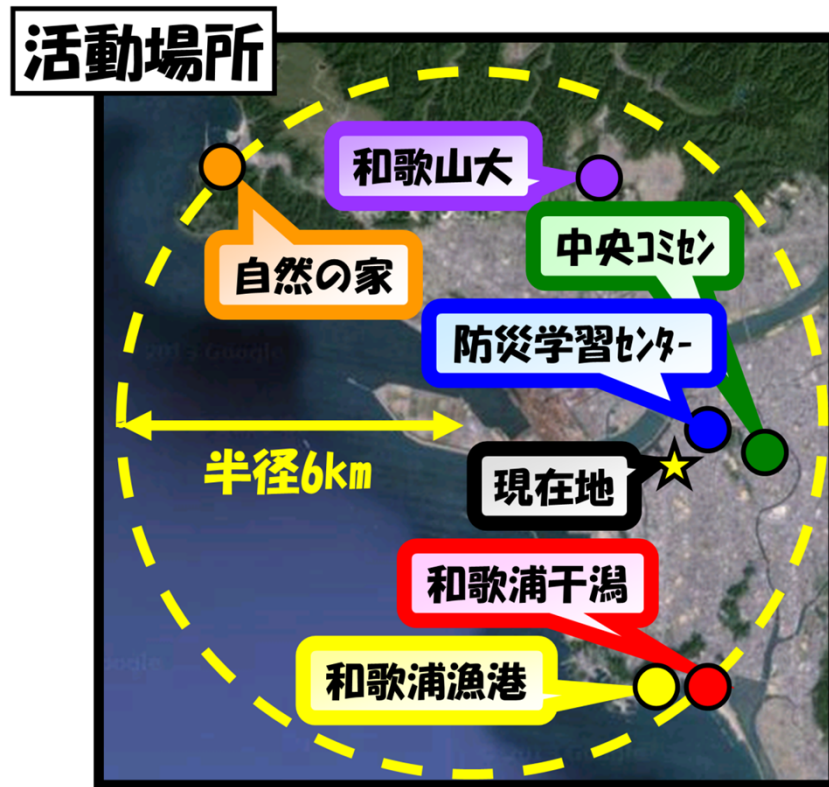 活動場所
和歌山大
中央コミセン
自然の家
2013 Google
防災学習センター
半径6km
現在地
和歌浦干潟
和歌浦漁港